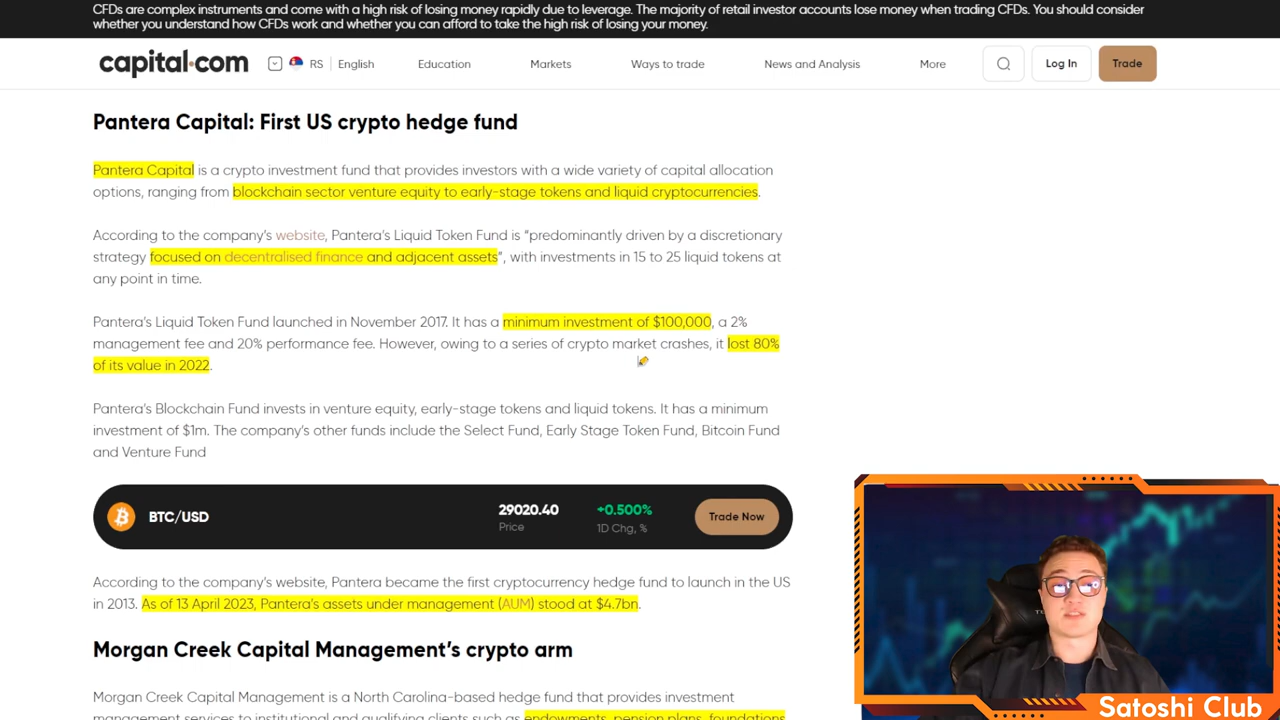 CFDs are complex instruments and come with a high risk of losing money rapidly due to leverage. The majority of retail investor accounts lose money when trading CFDs. You should consider
whether you understand how CFDs work and whether you can afford to take the high risk of losing your money.
capital.com RS English Education Markets Ways to trade News and Analysis More Log In Trade
Pantera Capital: First US crypto hedge fund
Pantera Capital is a crypto investment fund that provides investors with a wide variety of capital allocation
options, ranging from blockchain sector venture equity to early-stage tokens and liquid cryptocurrencies.
According to the company's website, Pantera's Liquid Token Fund is “predominantly driven by a discretionary
strategy focused on decentralised finance and adjacent assets”, with investments in 15 to 25 liquid tokens at
any point in time.
Pantera's Liquid Token Fund launched in November 2017. It has a minimum investment of $100,000, a 2%
management fee and 20% performance fee. However, owing to a series of crypto market crashes, it lost 80%
of its value in 2022.
Pantera's Blockchain Fund invests in venture equity, early-stage tokens and liquid tokens. It has a minimum
investment of $1m. The company's other funds include the Select Fund, Early Stage Token Fund, Bitcoin Fund
and Venture Fund
BTC/USD 29020.40 +0.500% Trade Now
Price 1D Chg, %
According to the company's website, Pantera became the first cryptocurrency hedge fund to launch in the US
in 2013. As of 13 April 2023, Pantera's assets under management (AUM) stood at $4.7bn.
Morgan Creek Capital Management's crypto arm
Morgan Creek Capital Management is a North Carolina-based hedge fund that provides investment
management services to institutional and qualifying clients such as endowments, pension plans, foundations
Satoshi Club